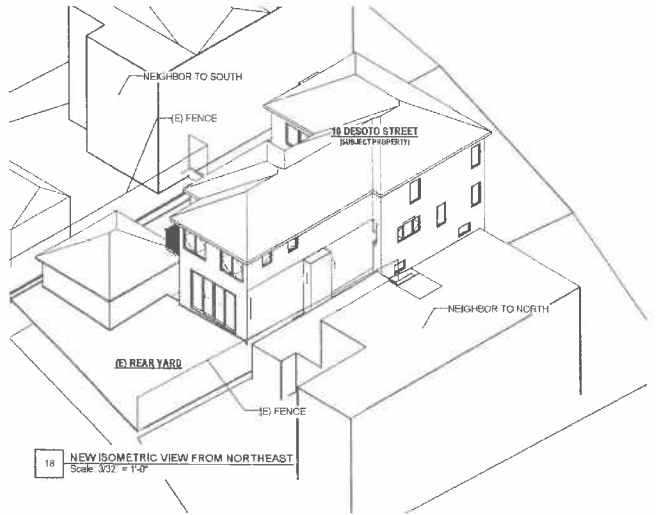 NEIGHBOR TO SOUTH
(E) FENCE
16 DESOTO STREET
(SUBJECT PROPERTY)
NEIGHBOR TO NORTH
(E) REAR YARD
(E) FENCE
18
NEW ISOMETRIC VIEW FROM NORTHEAST
Scale: 3/32" = 1'-0"